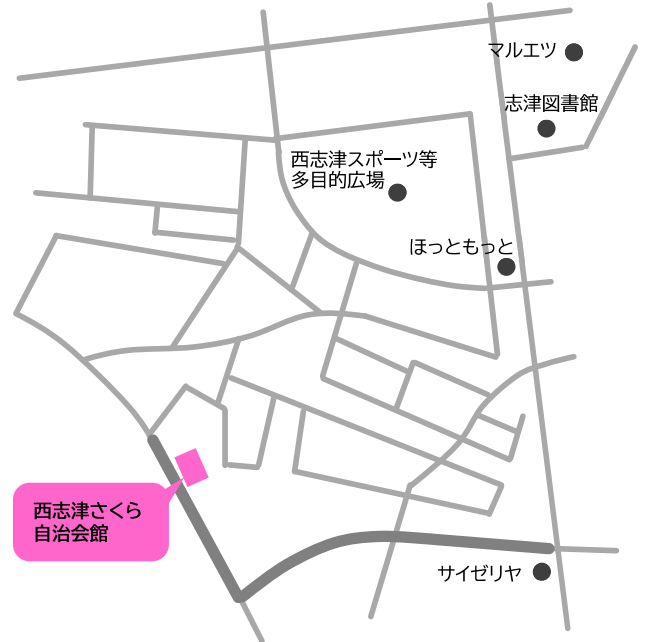 マルエツ
志津図書館
西志津スポーツ等
多目的広場
ほっともっと
西志津さくら
自治会館
サイゼリヤ